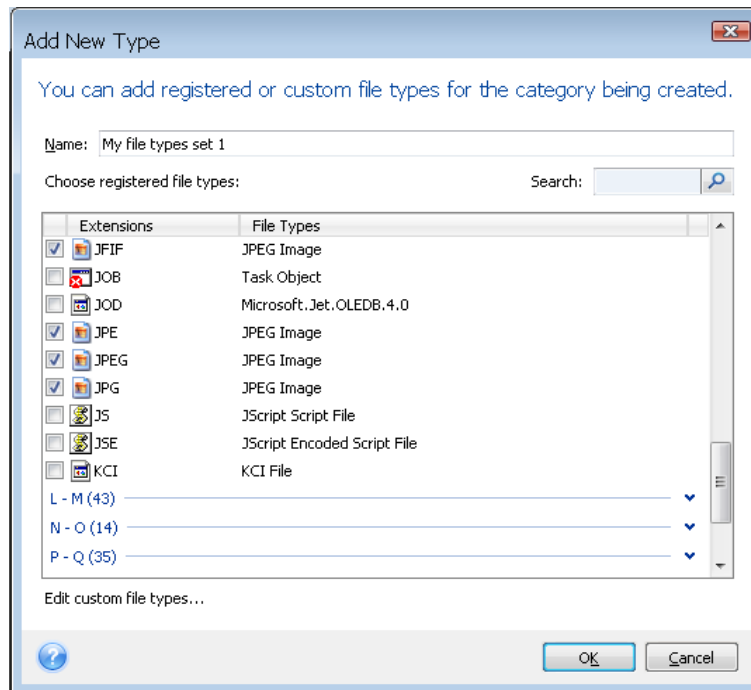 Add New Type
You can add registered or custom file types for the category being created.
Name: My file types set 1
Choose registered file types: Search:
Extensions File Types
JFIF JPEG Image
JOB Task Object
JOD Microsoft.Jet.OLEDB.4.0
JPE JPEG Image
JPEG JPEG Image
JPG JPEG Image
JS JScript Script File
JSE JScript Encoded Script File
KCI KCI File
L - M (43)
N - O (14)
P - Q (35)
Edit custom file types...
OK Cancel